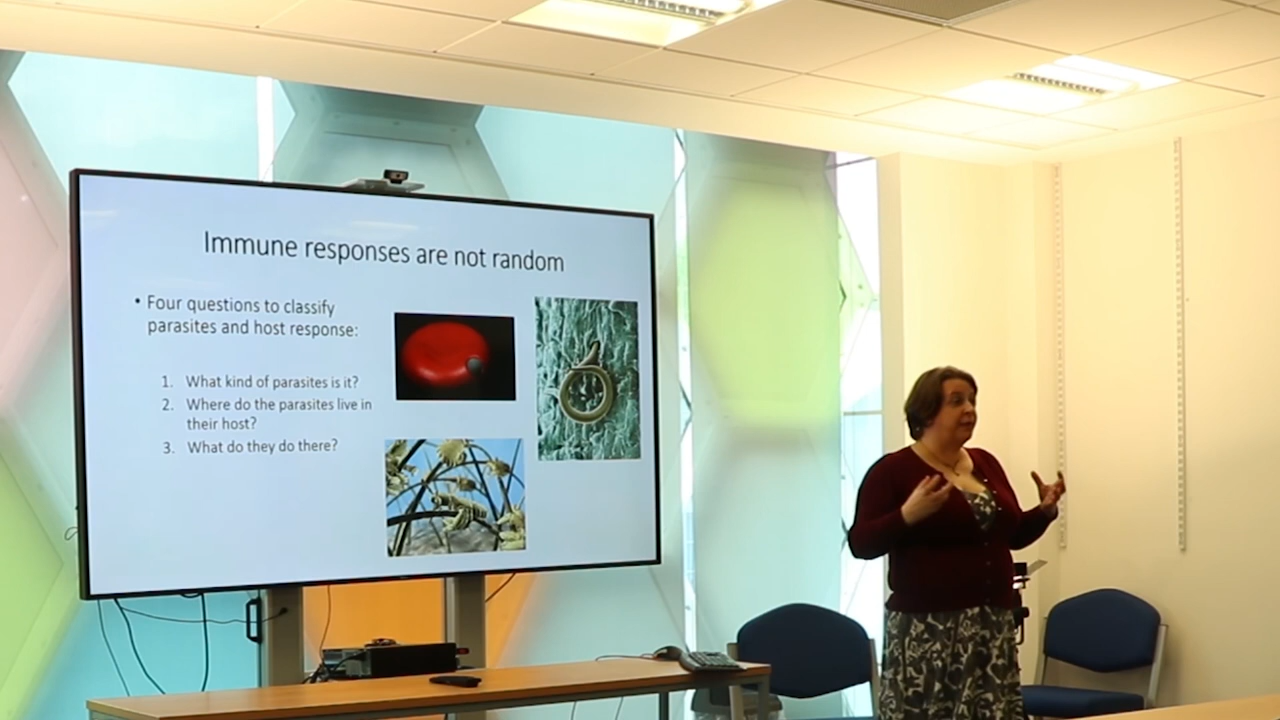 Immune responses are not random
• Four questions to classify
parasites and host response:
1. What kind of parasites is it?
2. Where do the parasites live in
their host?
3. What do they do there?